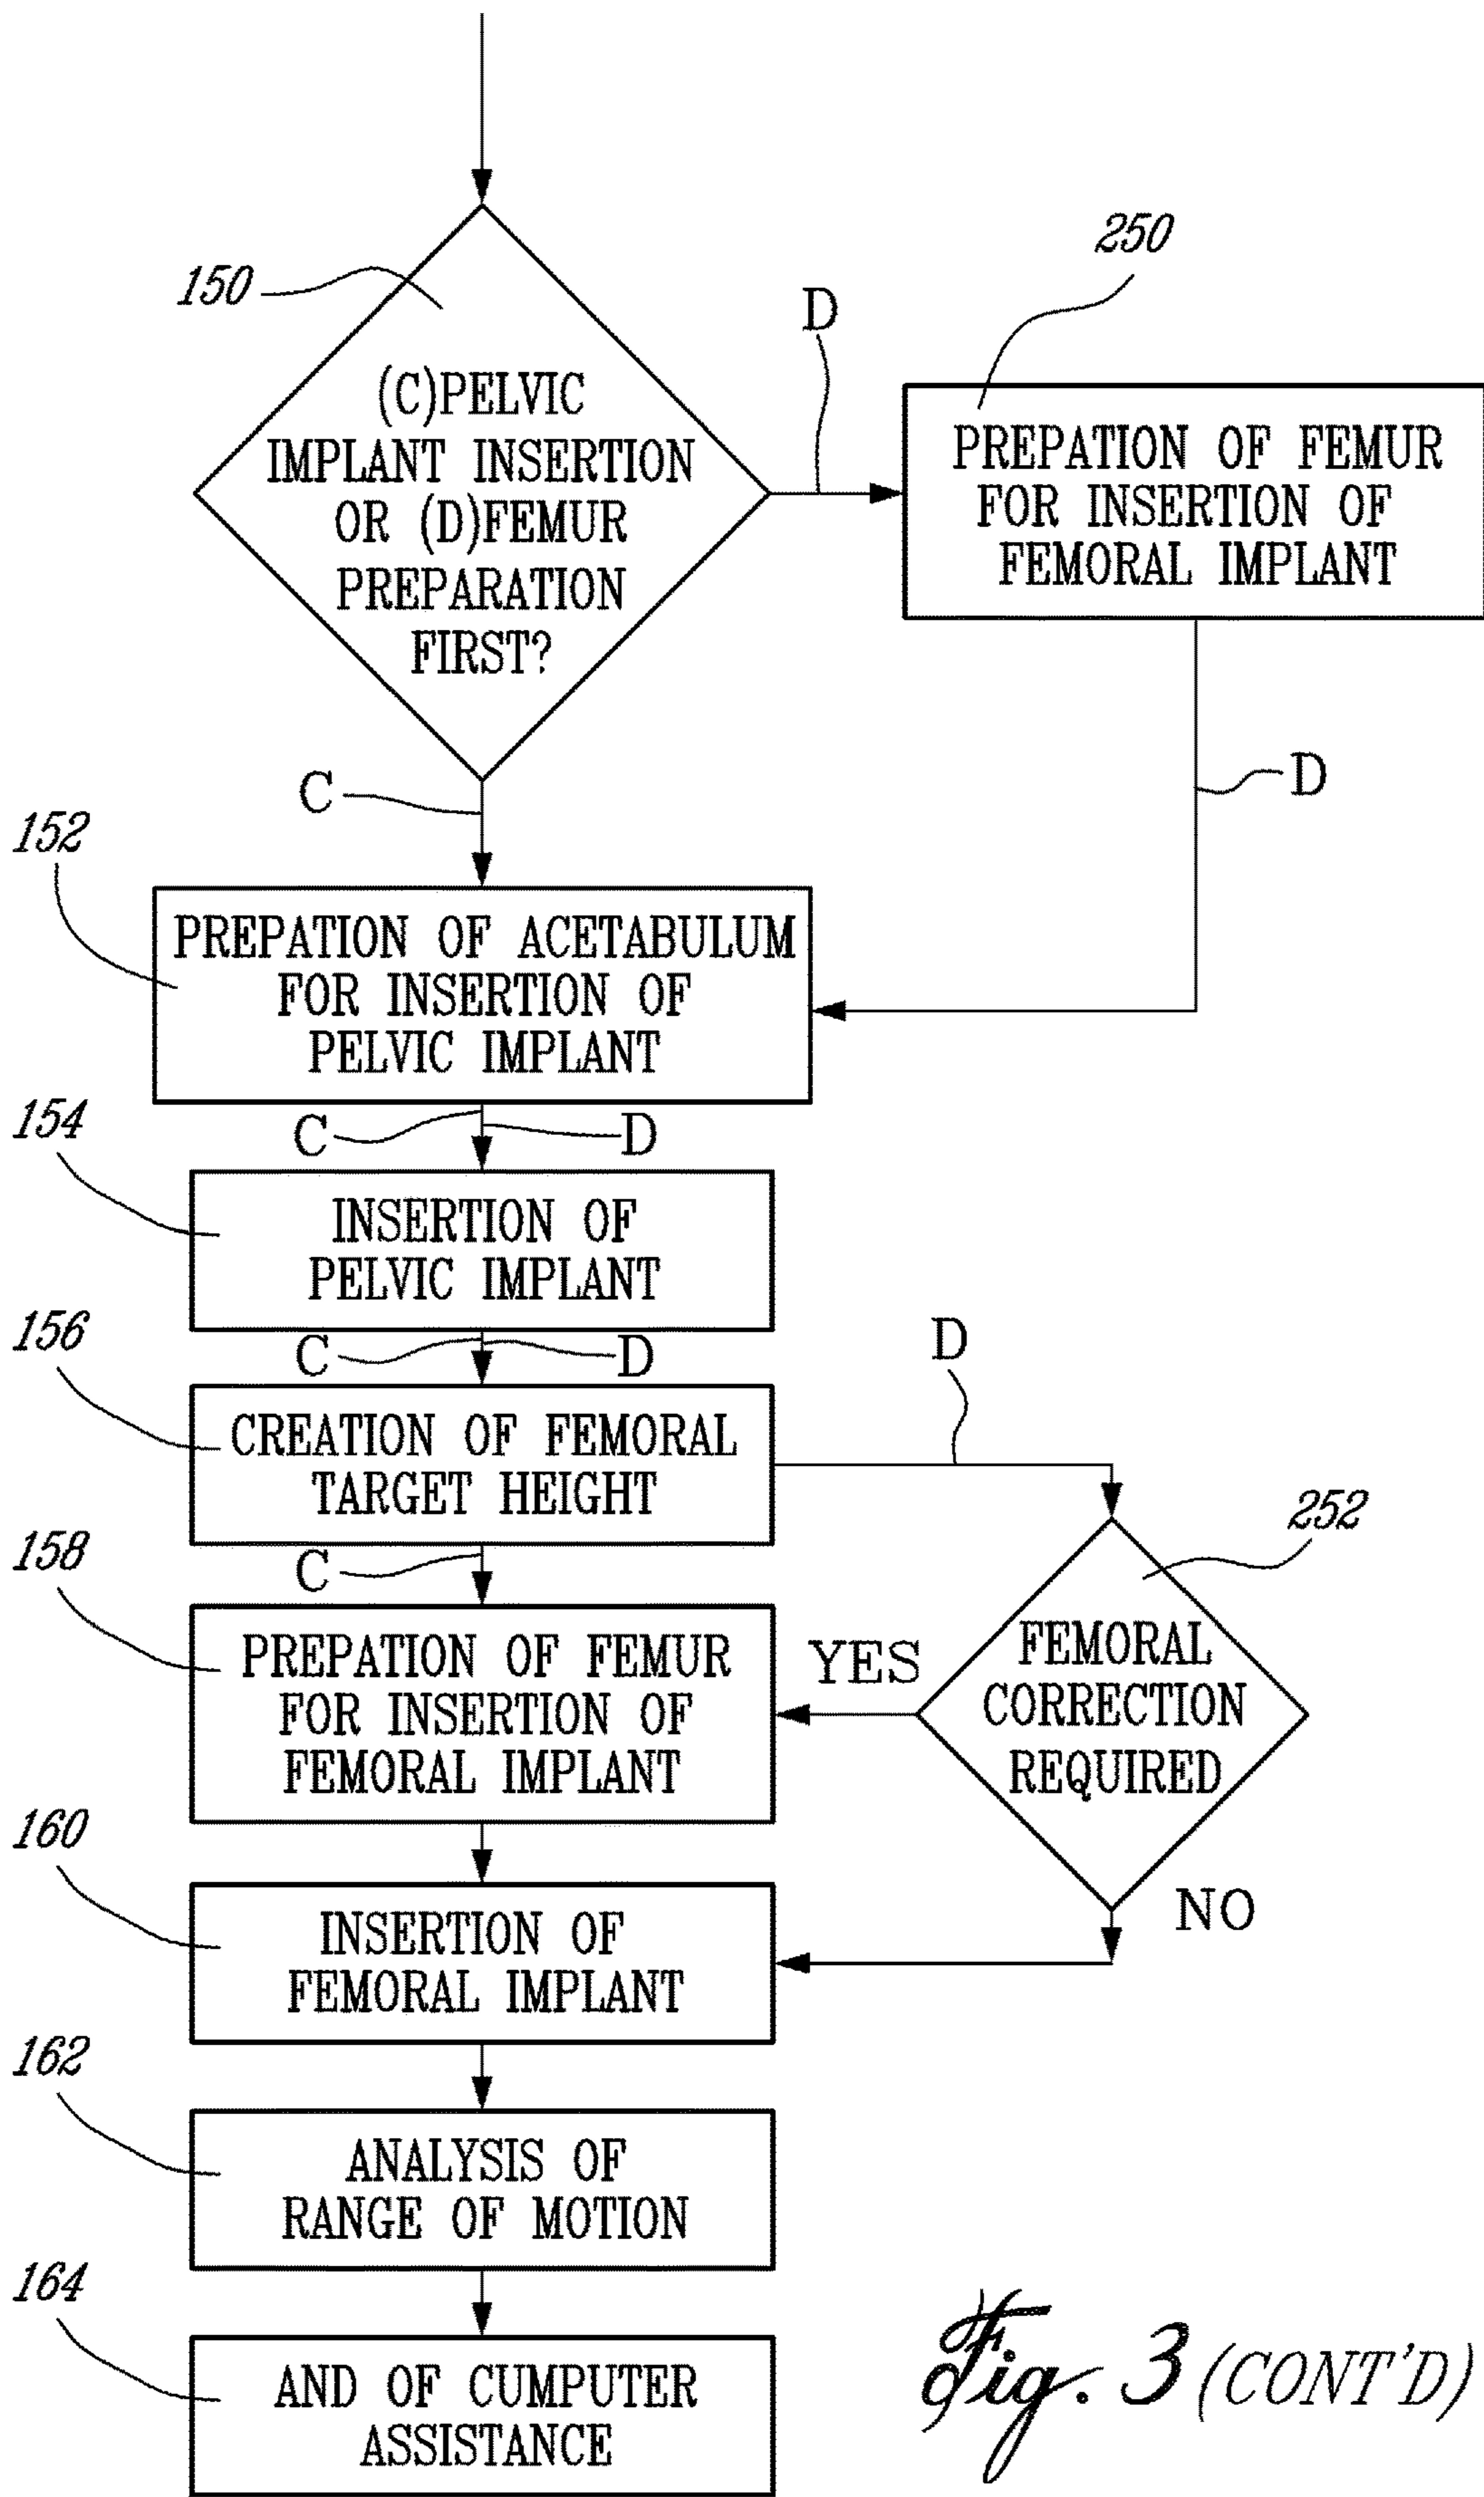 150
(C)PELVIC
IMPLANT INSERTION
OR (D)FEMUR
PREPARATION
FIRST?
D
250
PREPATION OF FEMUR
FOR INSERTION OF
FEMORAL IMPLANT
D
C
152
PREPATION OF ACETABULUM
FOR INSERTION OF
PELVIC IMPLANT
C D
154
INSERTION OF
PELVIC IMPLANT
C D
156
CREATION OF FEMORAL
TARGET HEIGHT
D
252
FEMORAL
CORRECTION
REQUIRED
C
YES
158
PREPATION OF FEMUR
FOR INSERTION OF
FEMORAL IMPLANT
NO
160
INSERTION OF
FEMORAL IMPLANT
162
ANALYSIS OF
RANGE OF MOTION
164
AND OF CUMPUTER
ASSISTANCE
Fig. 3 (CONT'D)